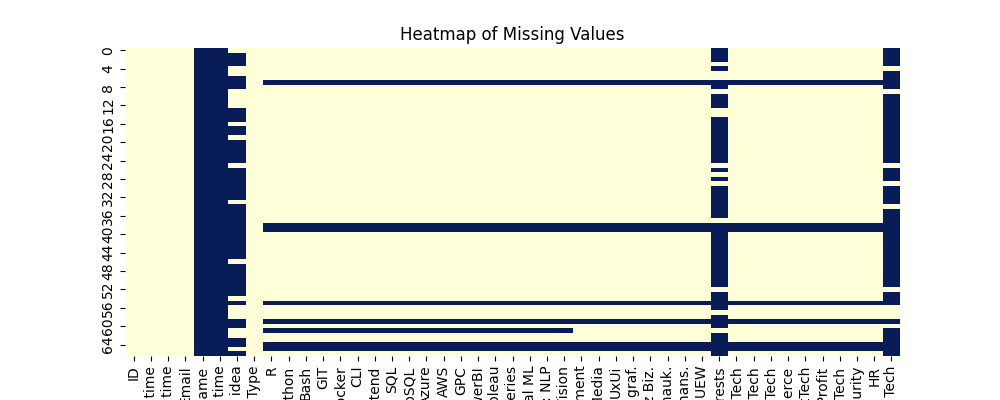 Heatmap of Missing Values
0
4
8
12
16
20
24
28
32
36
40
44
48
52
56
60
64
ID
time
time
Email
ame
time
idea
Type
R
thon
Bash
GIT
ocker
CLI
tend
SQL
oSQL
Azure
AWS
GPC
verBI
bleau
eries
al ML
NLP
ision
ment
Media
UxUi
graf.
z Biz.
nauk.
ans.
UEW
rests
Tech
Tech
Tech
erce
Tech
Profit
Tech
urity
HR
Tech